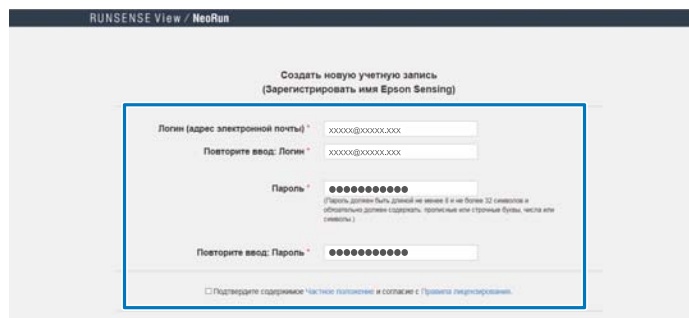 RUNSENSE View / NeoRun
Создать новую учетную запись
(Зарегистрировать имя Epson Sensing)
Логин (адрес электронной почты) *
xxxxx@xxxxx.xxx
Повторите ввод: Логин *
xxxxx@xxxxx.xxx
Пароль *
●●●●●●●●●●●
(Пароль должен быть длиной не менее 6 и не более 32 символов и
обязательно должен содержать: прописные или строчные буквы, числа или
символы.)
Повторите ввод: Пароль *
●●●●●●●●●●●
Подтвердите содержимое Частное положение и согласие с Правила лицензирования.